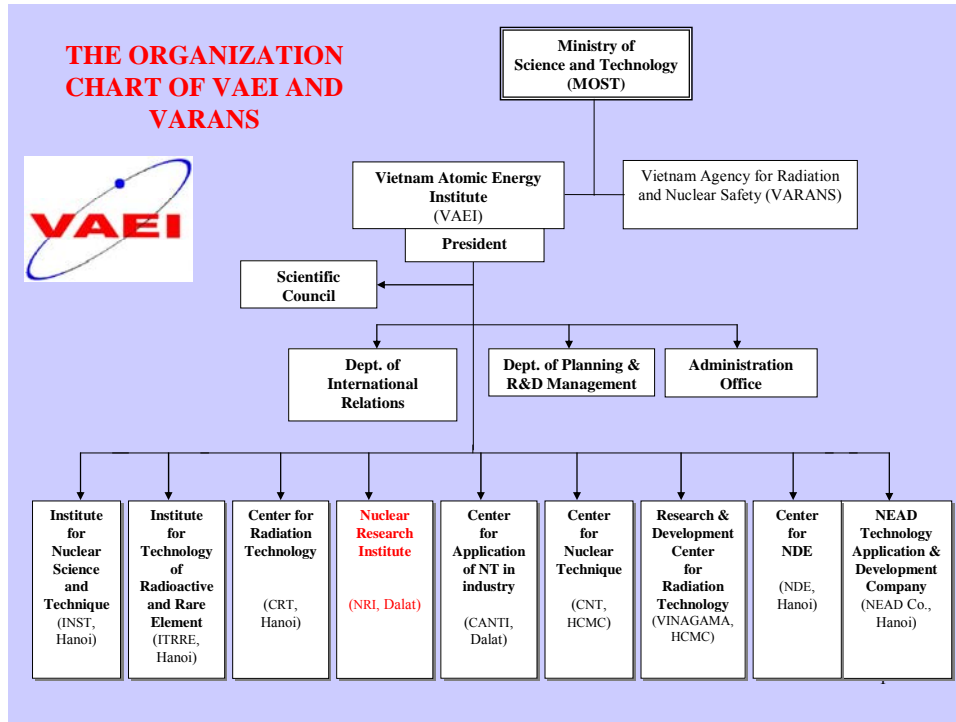 THE ORGANIZATION
CHART OF VAEI AND
VARANS
VAEI
Ministry of
Science and Technology
(MOST)
Vietnam Atomic Energy
Institute
(VAEI)
President
Vietnam Agency for Radiation
and Nuclear Safety (VARANS)
Scientific
Council
Dept. of
International
Relations
Dept. of Planning &
R&D Management
Administration
Office
Institute
for
Nuclear
Science
and
Technique
(INST,
Hanoi)
Institute
for
Technology
of
Radioactive
and Rare
Element
(ITRRE,
Hanoi)
Center for
Radiation
Technology
(CRT,
Hanoi)
Nuclear
Research
Institute
(NRI, Dalat)
Center
for
Application
of NT in
industry
(CANTI,
Dalat)
Center
for
Nuclear
Technique
(CNT,
HCMC)
Research &
Development
Center
for
Radiation
Technology
(VINAGAMA,
HCMC)
Center
for
NDE
(NDE,
Hanoi)
NEAD
Technology
Application &
Development
Company
(NEAD Co.,
Hanoi)